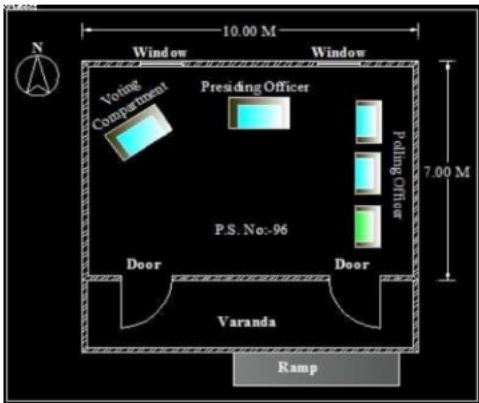 10.00 M
N
Window Window
Voting
Compartment
Presiding Officer
Polling Officer
7.00 M
P.S. No:-96
Door Door
Varanda
Ramp